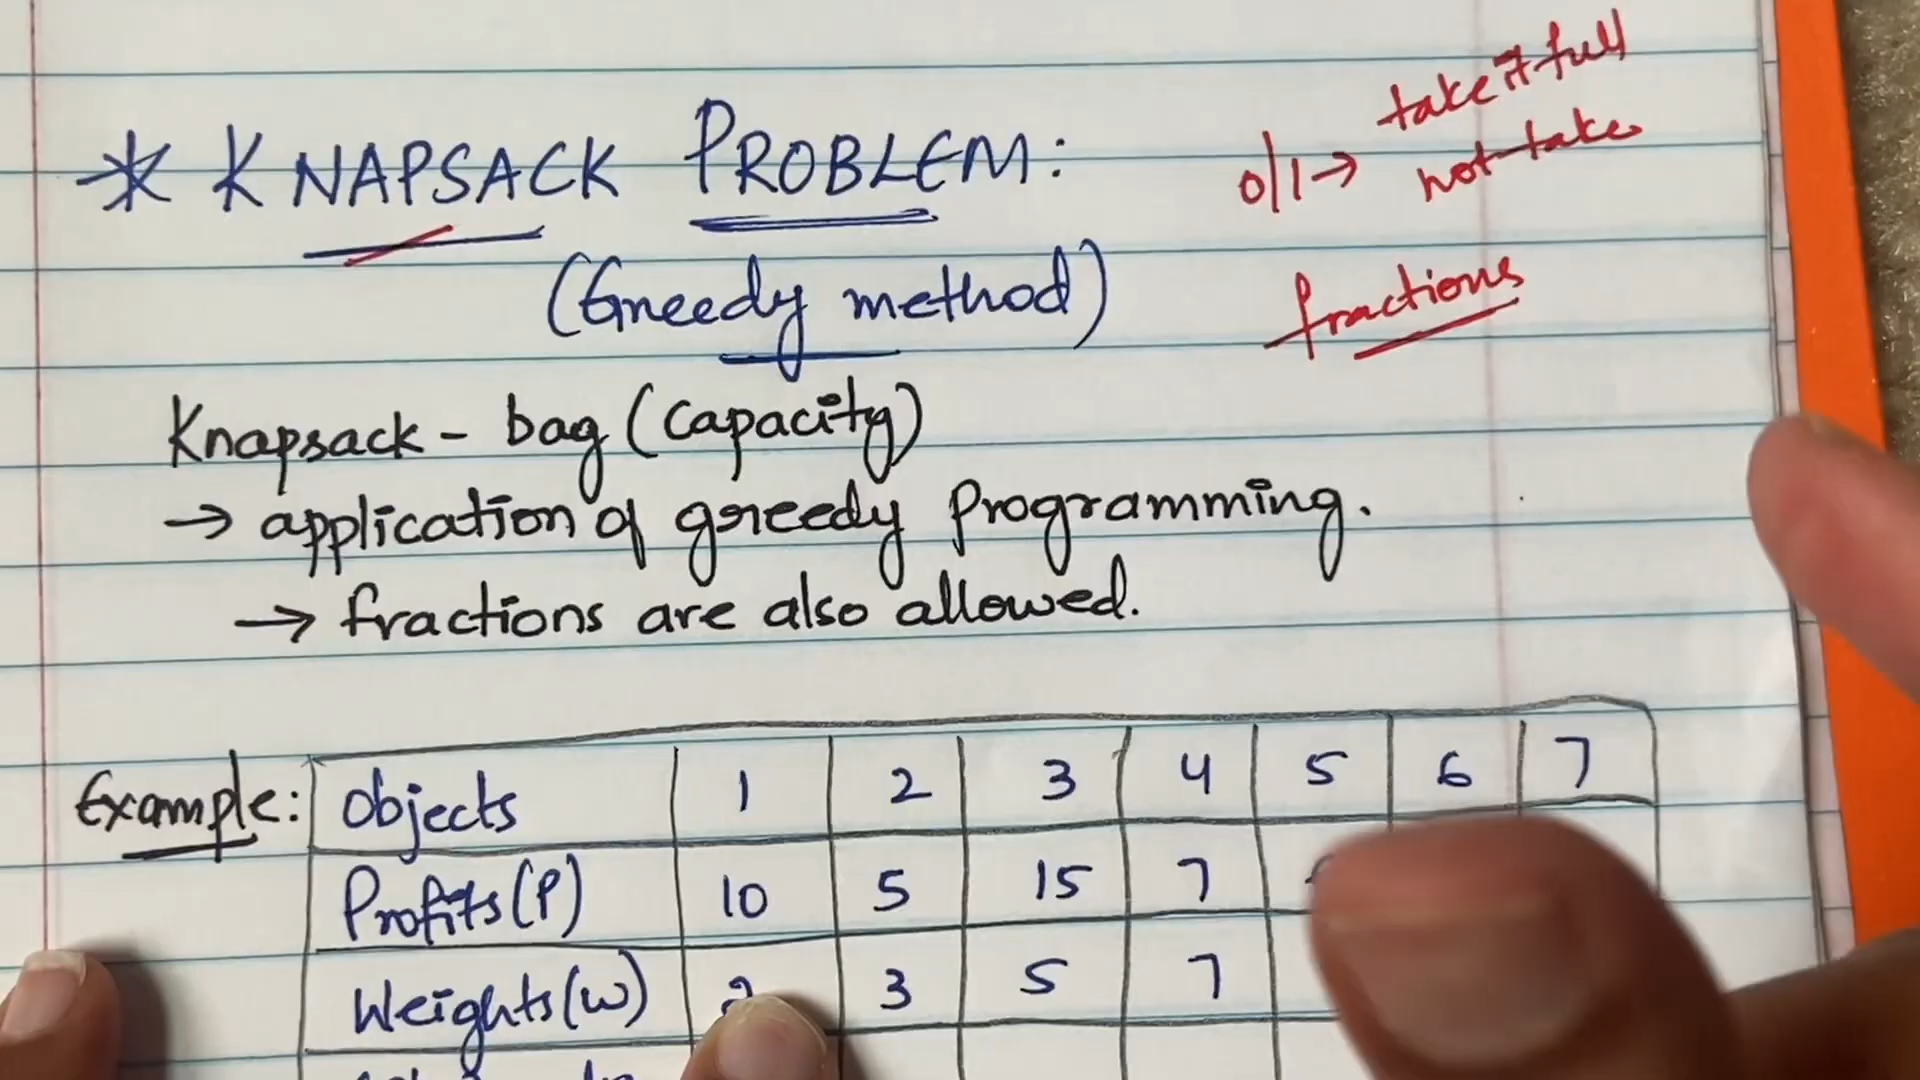 * KNAPSACK PROBLEM:
(Greedy method)
0/1 → take it full
not take
fractions
Knapsack - bag (capacity)
→ application of greedy programming.
→ fractions are also allowed.
Example: Objects 1 2 3 4 5 6 7
Profits (P) 10 5 15 7
Weights (w) 2 3 5 7